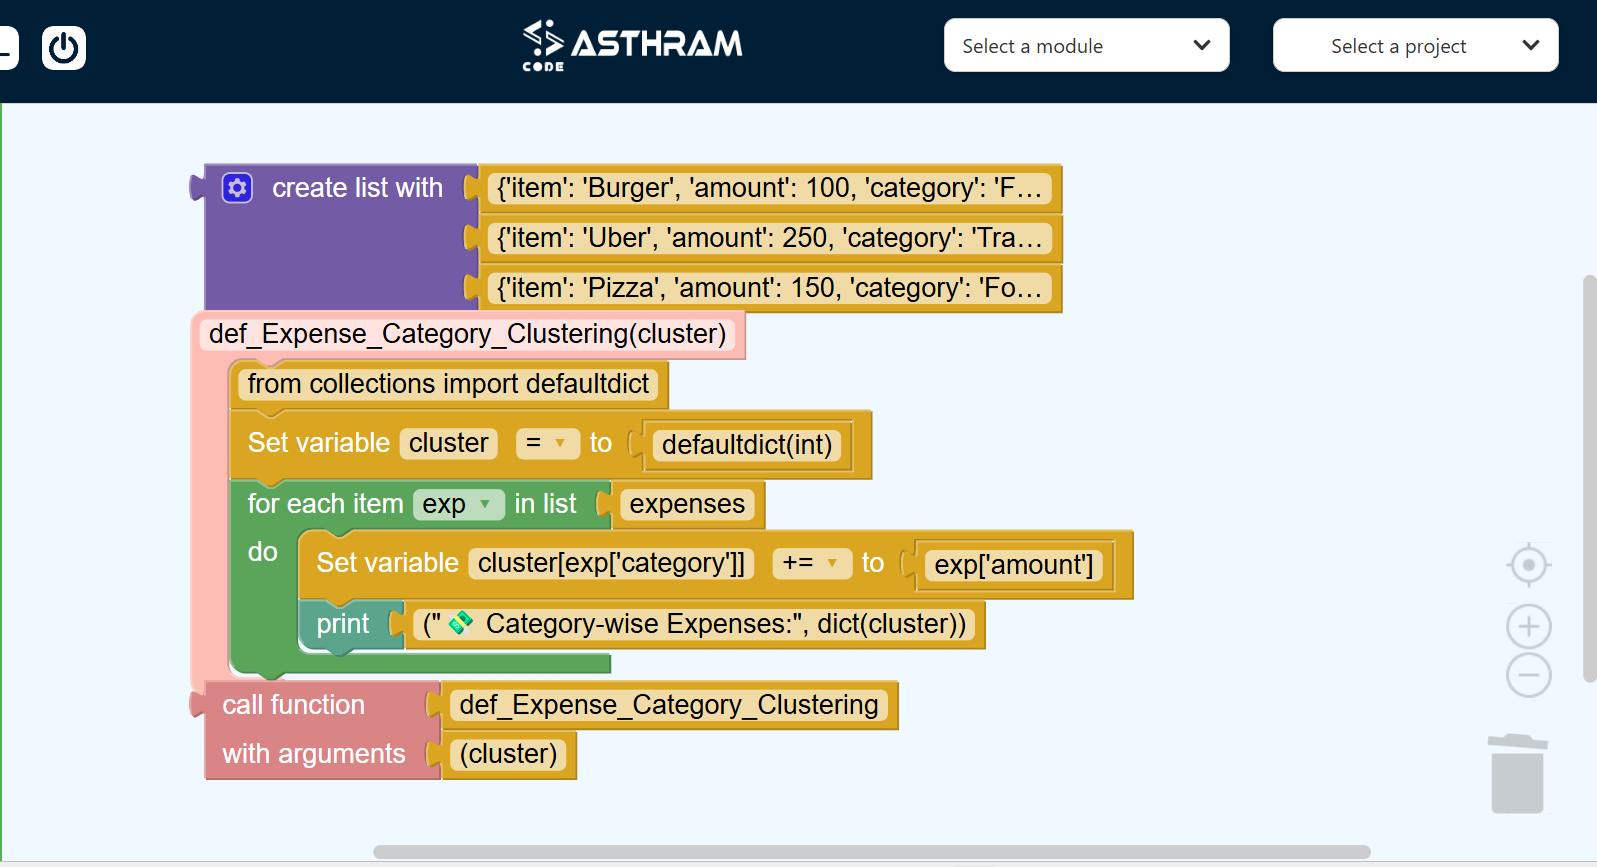 CODE ASTHRAM
Select a module
Select a project
create list with {'item': 'Burger', 'amount': 100, 'category': 'F...
{'item': 'Uber', 'amount': 250, 'category': 'Tra...
{'item': 'Pizza', 'amount': 150, 'category': 'Fo...
def_Expense_Category_Clustering(cluster)
from collections import defaultdict
Set variable cluster = to defaultdict(int)
for each item exp in list expenses
do Set variable cluster[exp['category']] += to exp['amount']
print ("💸 Category-wise Expenses:", dict(cluster))
call function def_Expense_Category_Clustering
with arguments (cluster)